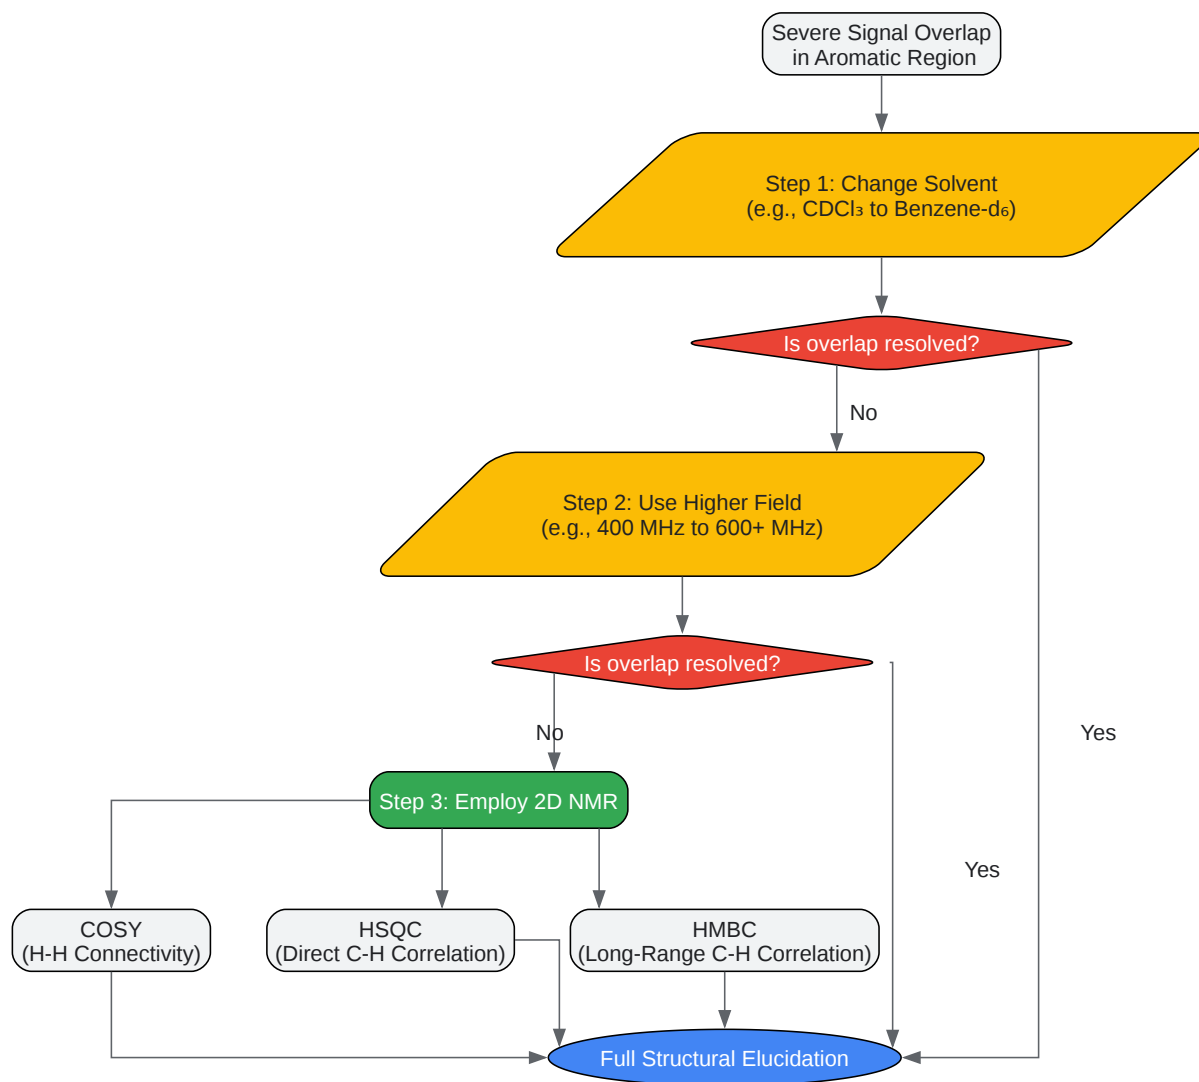 Severe Signal Overlap
in Aromatic Region
Step 1: Change Solvent
(e.g., CDCl₃ to Benzene-d₆)
Is overlap resolved?
No
Step 2: Use Higher Field
(e.g., 400 MHz to 600+ MHz)
Is overlap resolved?
No
Yes
Step 3: Employ 2D NMR
Yes
COSY
(H-H Connectivity)
HSQC
(Direct C-H Correlation)
HMBC
(Long-Range C-H Correlation)
Full Structural Elucidation